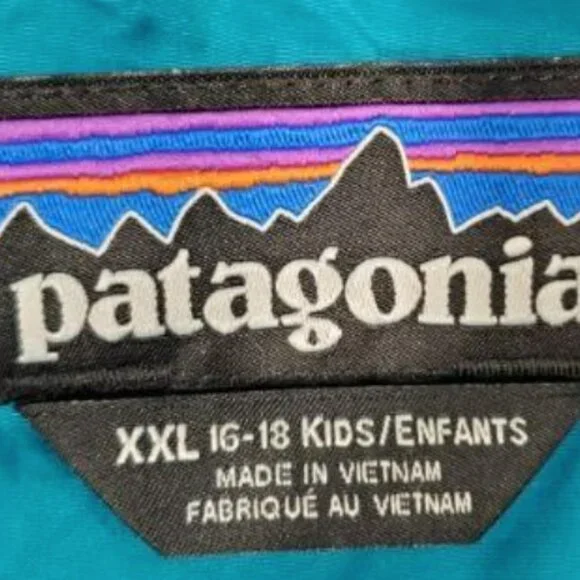 patagonia
XXL 16-18 KIDS/ENFANTS
MADE IN VIETNAM
FABRIQUÉ AU VIETNAM